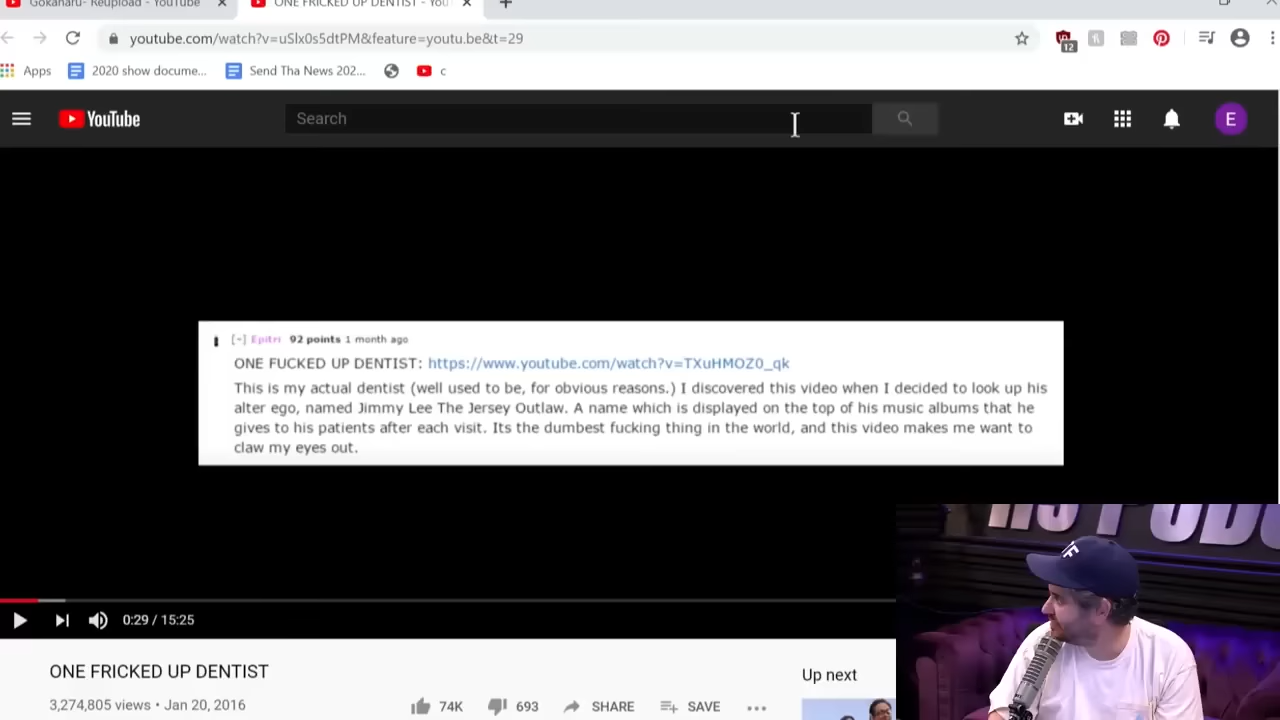 Gokanaru- Reupload - YouTube
ONE FRICKED UP DENTIST - You
youtube.com/watch?v=uSlx0s5dtPM&feature=youtu.be&t=29
12
Apps
2020 show docume...
Send Tha News 202...
c
YouTube
Search
E
[-] Epitri 92 points 1 month ago
ONE FUCKED UP DENTIST: https://www.youtube.com/watch?v=TXuHMOZ0_qk
This is my actual dentist (well used to be, for obvious reasons.) I discovered this video when I decided to look up his
alter ego, named Jimmy Lee The Jersey Outlaw. A name which is displayed on the top of his music albums that he
gives to his patients after each visit. Its the dumbest fucking thing in the world, and this video makes me want to
claw my eyes out.
0:29 / 15:25
ONE FRICKED UP DENTIST
3,274,805 views • Jan 20, 2016
74K
693
SHARE
SAVE
Up next